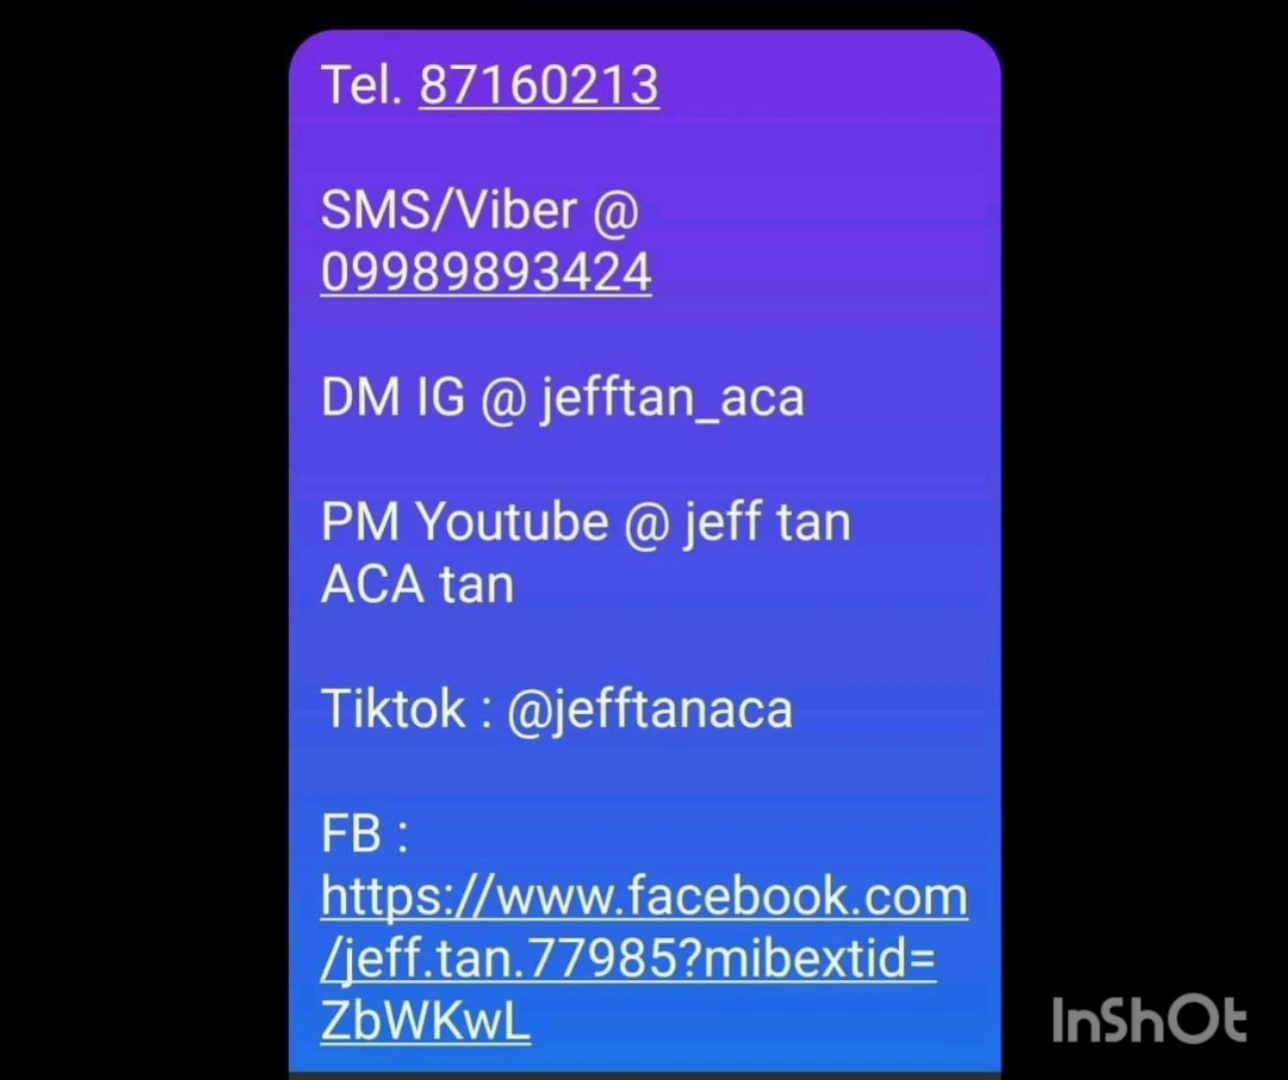 Tel. 87160213
SMS/Viber @
09989893424
DM IG @ jefftan_aca
PM Youtube @ jeff tan
ACA tan
Tiktok : @jefftanaca
FB :
https://www.facebook.com
/jeff.tan.77985?mibextid=
ZbWKwL
InShOt